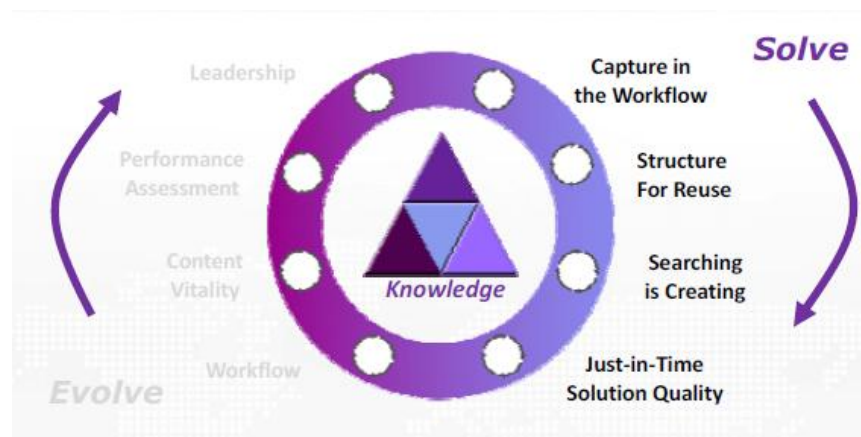 Solve
Capture in
the Workflow
Structure
For Reuse
Searching
is Creating
Just-in-Time
Solution Quality
Knowledge
Leadership
Performance
Assessment
Content
Vitality
Workflow
Evolve